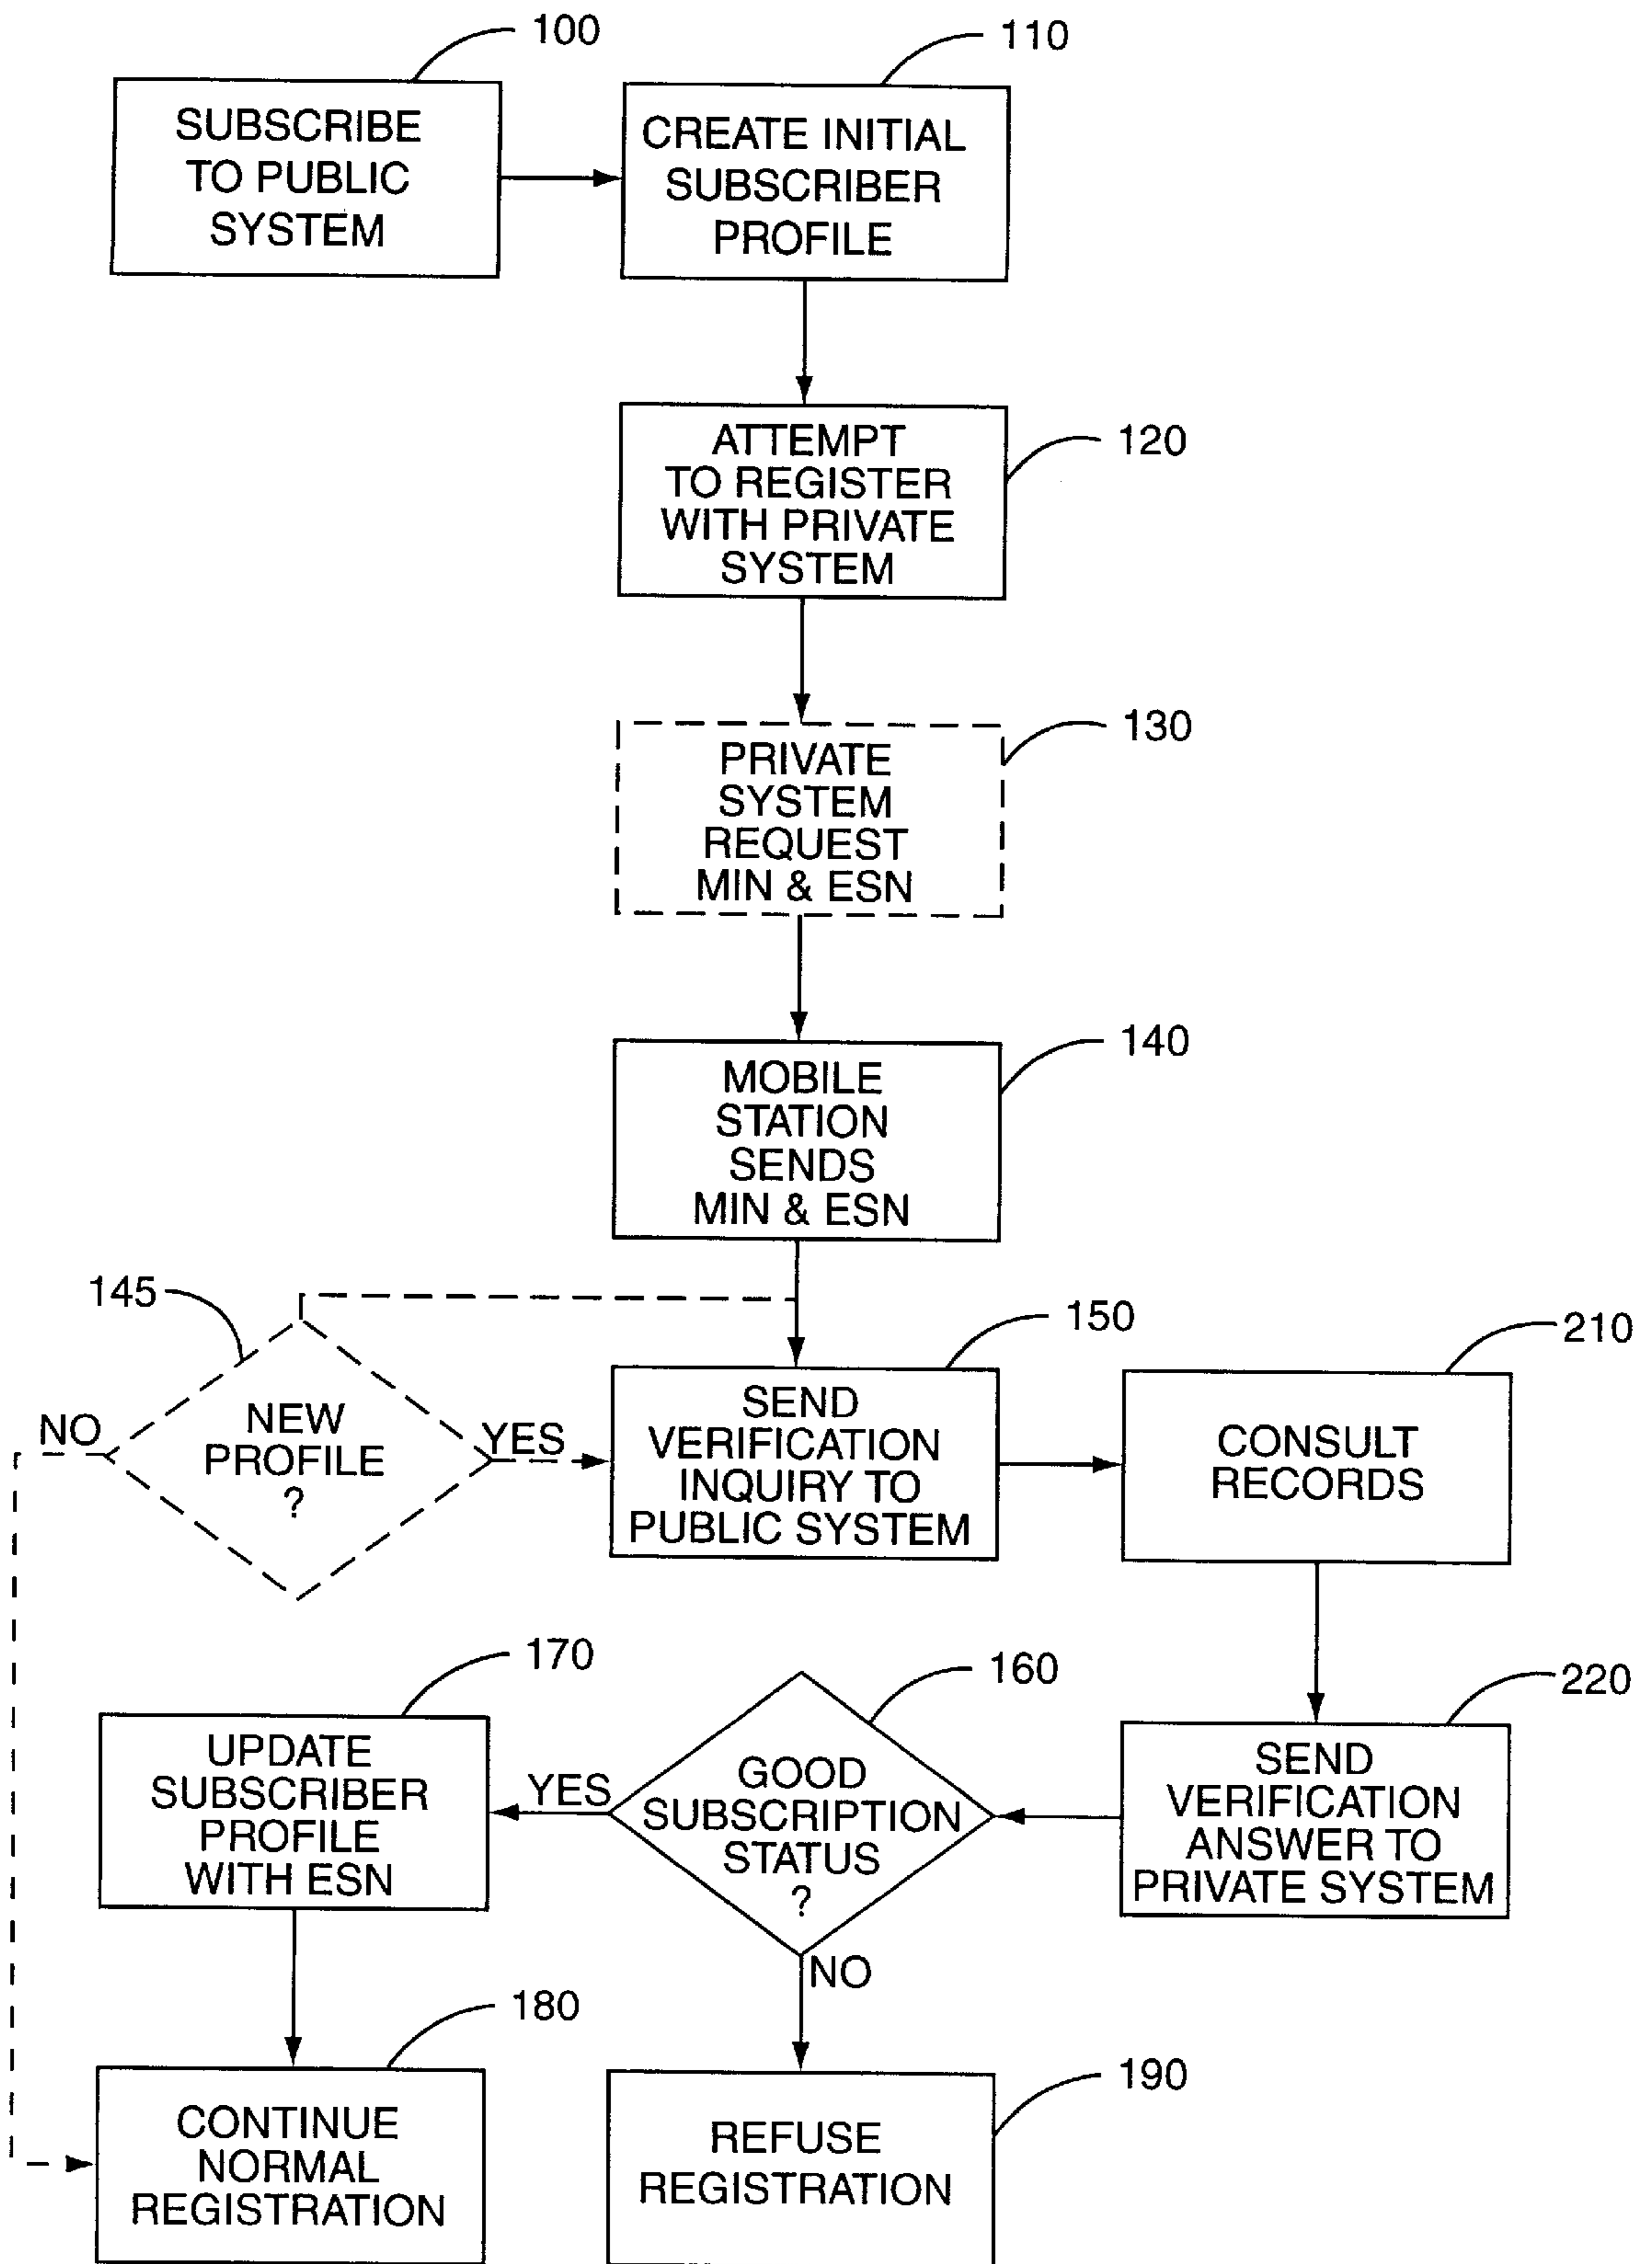 100
SUBSCRIBE
TO PUBLIC
SYSTEM
110
CREATE INITIAL
SUBSCRIBER
PROFILE
120
ATTEMPT
TO REGISTER
WITH PRIVATE
SYSTEM
130
PRIVATE
SYSTEM
REQUEST
MIN & ESN
140
MOBILE
STATION
SENDS
MIN & ESN
145
NEW
PROFILE
?
NO
YES
150
SEND
VERIFICATION
INQUIRY TO
PUBLIC SYSTEM
210
CONSULT
RECORDS
220
SEND
VERIFICATION
ANSWER TO
PRIVATE SYSTEM
160
GOOD
SUBSCRIPTION
STATUS
?
YES
NO
170
UPDATE
SUBSCRIBER
PROFILE
WITH ESN
180
CONTINUE
NORMAL
REGISTRATION
190
REFUSE
REGISTRATION